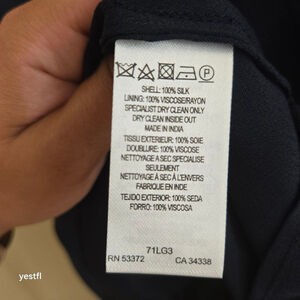 SHELL: 100% SILK
LINING: 100% VISCOSE/RAYON
SPECIALIST DRY CLEAN ONLY
DRY CLEAN INSIDE OUT
MADE IN INDIA
TISSU EXTERIEUR: 100% SOIE
DOUBLURE: 100% VISCOSE
NETTOYAGE A SEC SPECIALISE
SEULEMENT
NETTOYAGE A SEC À L'ENVERS
FABRIQUE EN INDE
TEJIDO EXTERIOR: 100% SEDA
FORRO: 100% VISCOSA
71LG3
RN 53372 CA 34338
yestfl